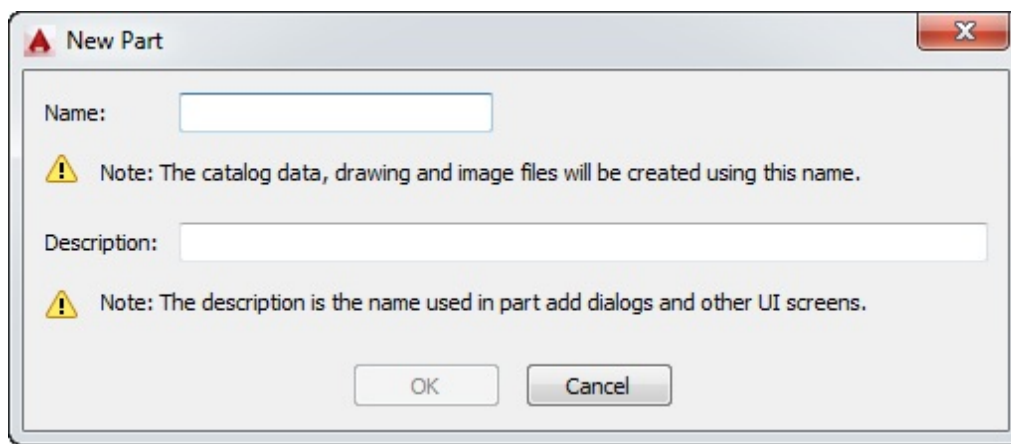 New Part
Name:
Note: The catalog data, drawing and image files will be created using this name.
Description:
Note: The description is the name used in part add dialogs and other UI screens.
OK Cancel